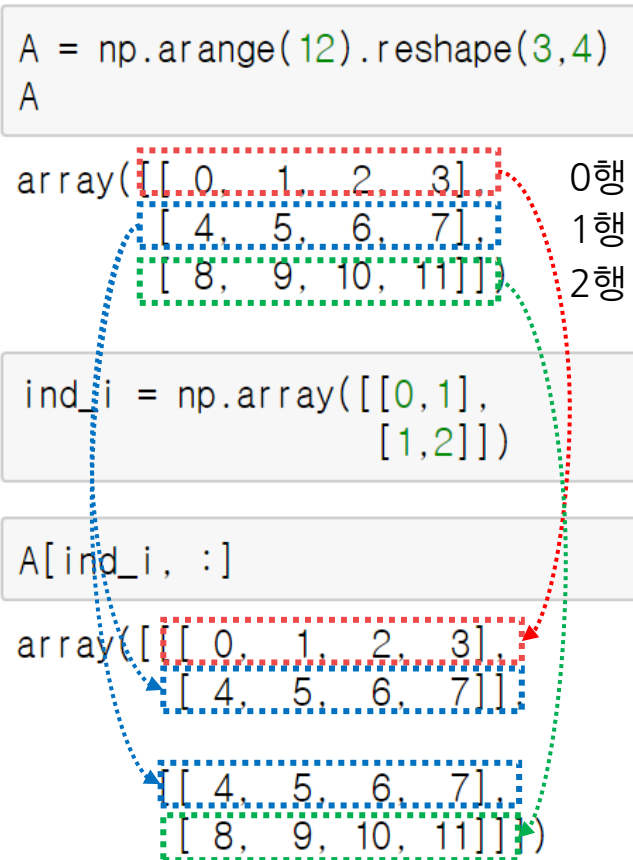 A = np.arange(12).reshape(3,4)
A
array([[ 0, 1, 2, 3], 0행
[ 4, 5, 6, 7], 1행
[ 8, 9, 10, 11]]) 2행
ind_i = np.array([[0,1],
[1,2]])
A[ind_i, :]
array([[[ 0, 1, 2, 3],
[ 4, 5, 6, 7]],
[[ 4, 5, 6, 7],
[ 8, 9, 10, 11]]])